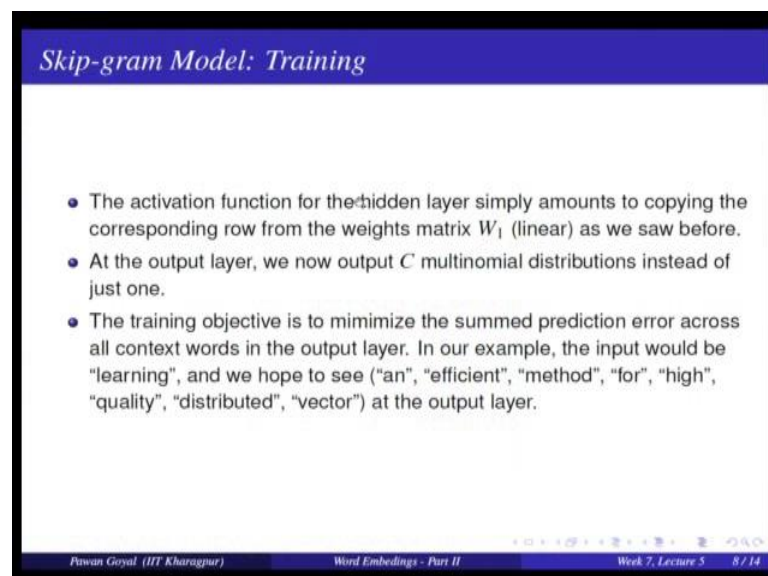 Skip-gram Model: Training
The activation function for the hidden layer simply amounts to copying the
corresponding row from the weights matrix W₁ (linear) as we saw before.
At the output layer, we now output C multinomial distributions instead of
just one.
The training objective is to mimimize the summed prediction error across
all context words in the output layer. In our example, the input would be
“learning”, and we hope to see (“an”, “efficient”, “method”, “for”, “high”,
“quality”, “distributed”, “vector”) at the output layer.
Pawan Goyal (IIT Kharagpur) Word Embedings - Part II Week 7, Lecture 5 8 / 14